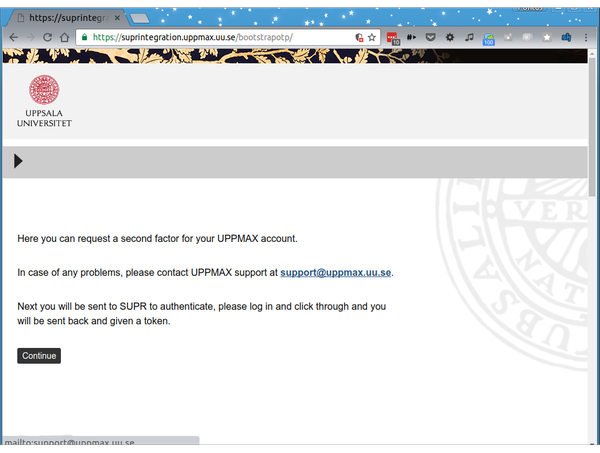 https://suprintegra
https://suprintegration.uppmax.uu.se/bootstrapotp/
10
100
UPPSALA
UNIVERSITET
Here you can request a second factor for your UPPMAX account.
In case of any problems, please contact UPPMAX support at support@uppmax.uu.se.
Next you will be sent to SUPR to authenticate, please log in and click through and you
will be sent back and given a token.
Continue
mailto:support@uppmax.uu.se